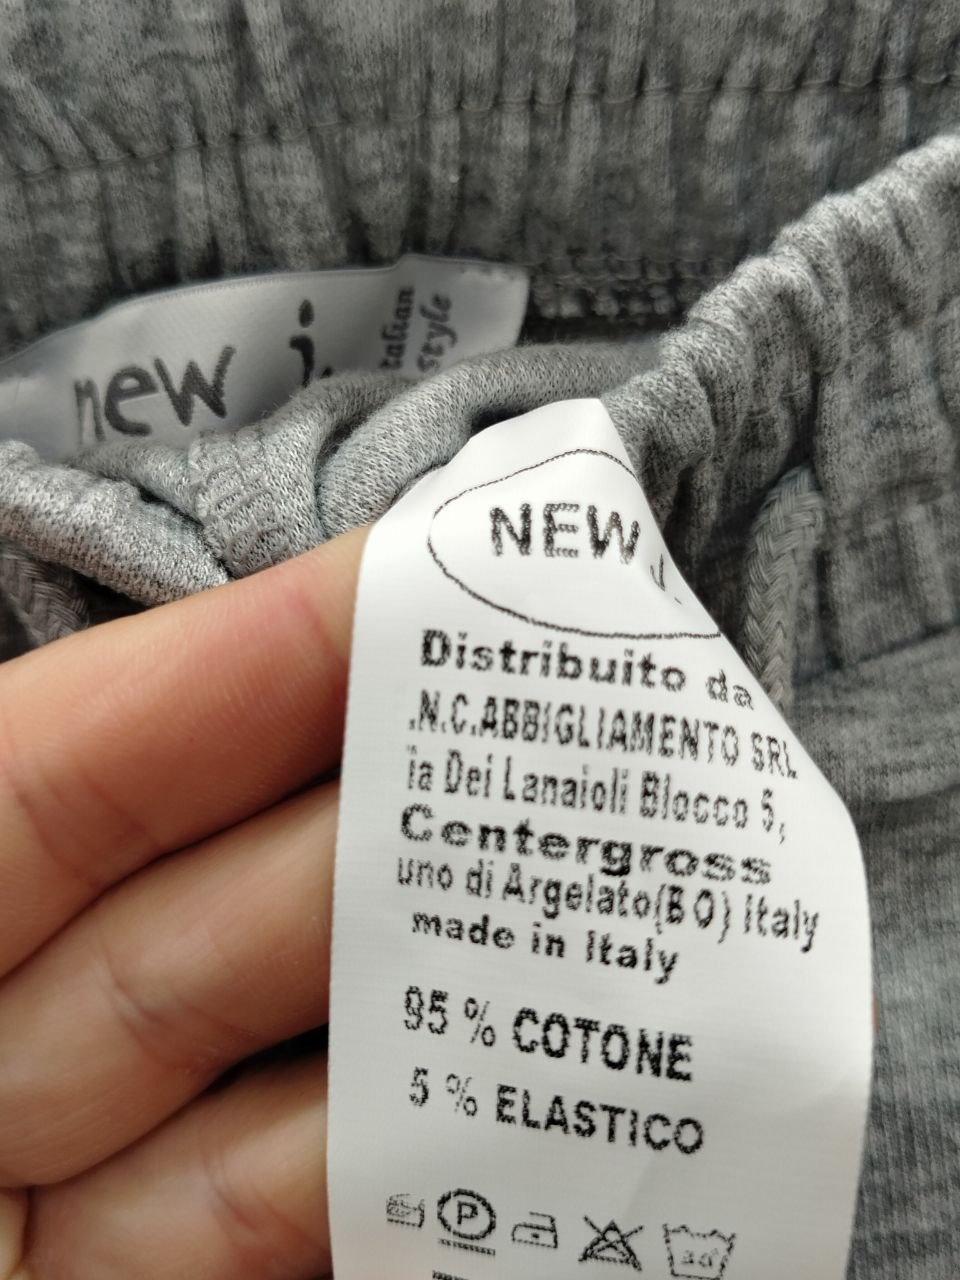 new j.
Italian
style
NEW J.
Distribuito da
.N.C.ABBIGLIAMENTO SRL
ia Dei Lanaioli Blocco 5,
Centergross
uno di Argelato(BO) Italy
made in Italy
95 % COTONE
5 % ELASTICO
P
30°